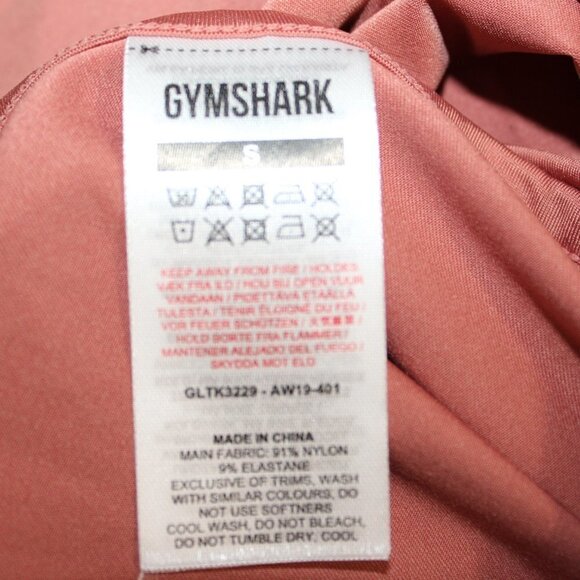 GYMSHARK
S
KEEP AWAY FROM FIRE / HOLDES
VÆK FRA ILD / HOU BIJ OPEN VUUR
VANDAAN / PIDETTÄVÄ ETÄÄLLÄ
TULESTA / TENIR ÉLOIGNÉ DU FEU /
VOR FEUER SCHÜTZEN /
HOLD BORTE FRA FLAMMER/
MANTENER ALEJADO DEL FUEGO /
SKYDDA MOT ELD
GLTK3229 - AW19-401
MADE IN CHINA
MAIN FABRIC: 91% NYLON
9% ELASTANE
EXCLUSIVE OF TRIMS, WASH
WITH SIMILAR COLOURS, DO
NOT USE SOFTNERS
COOL WASH, DO NOT BLEACH,
DO NOT TUMBLE DRY, COOL